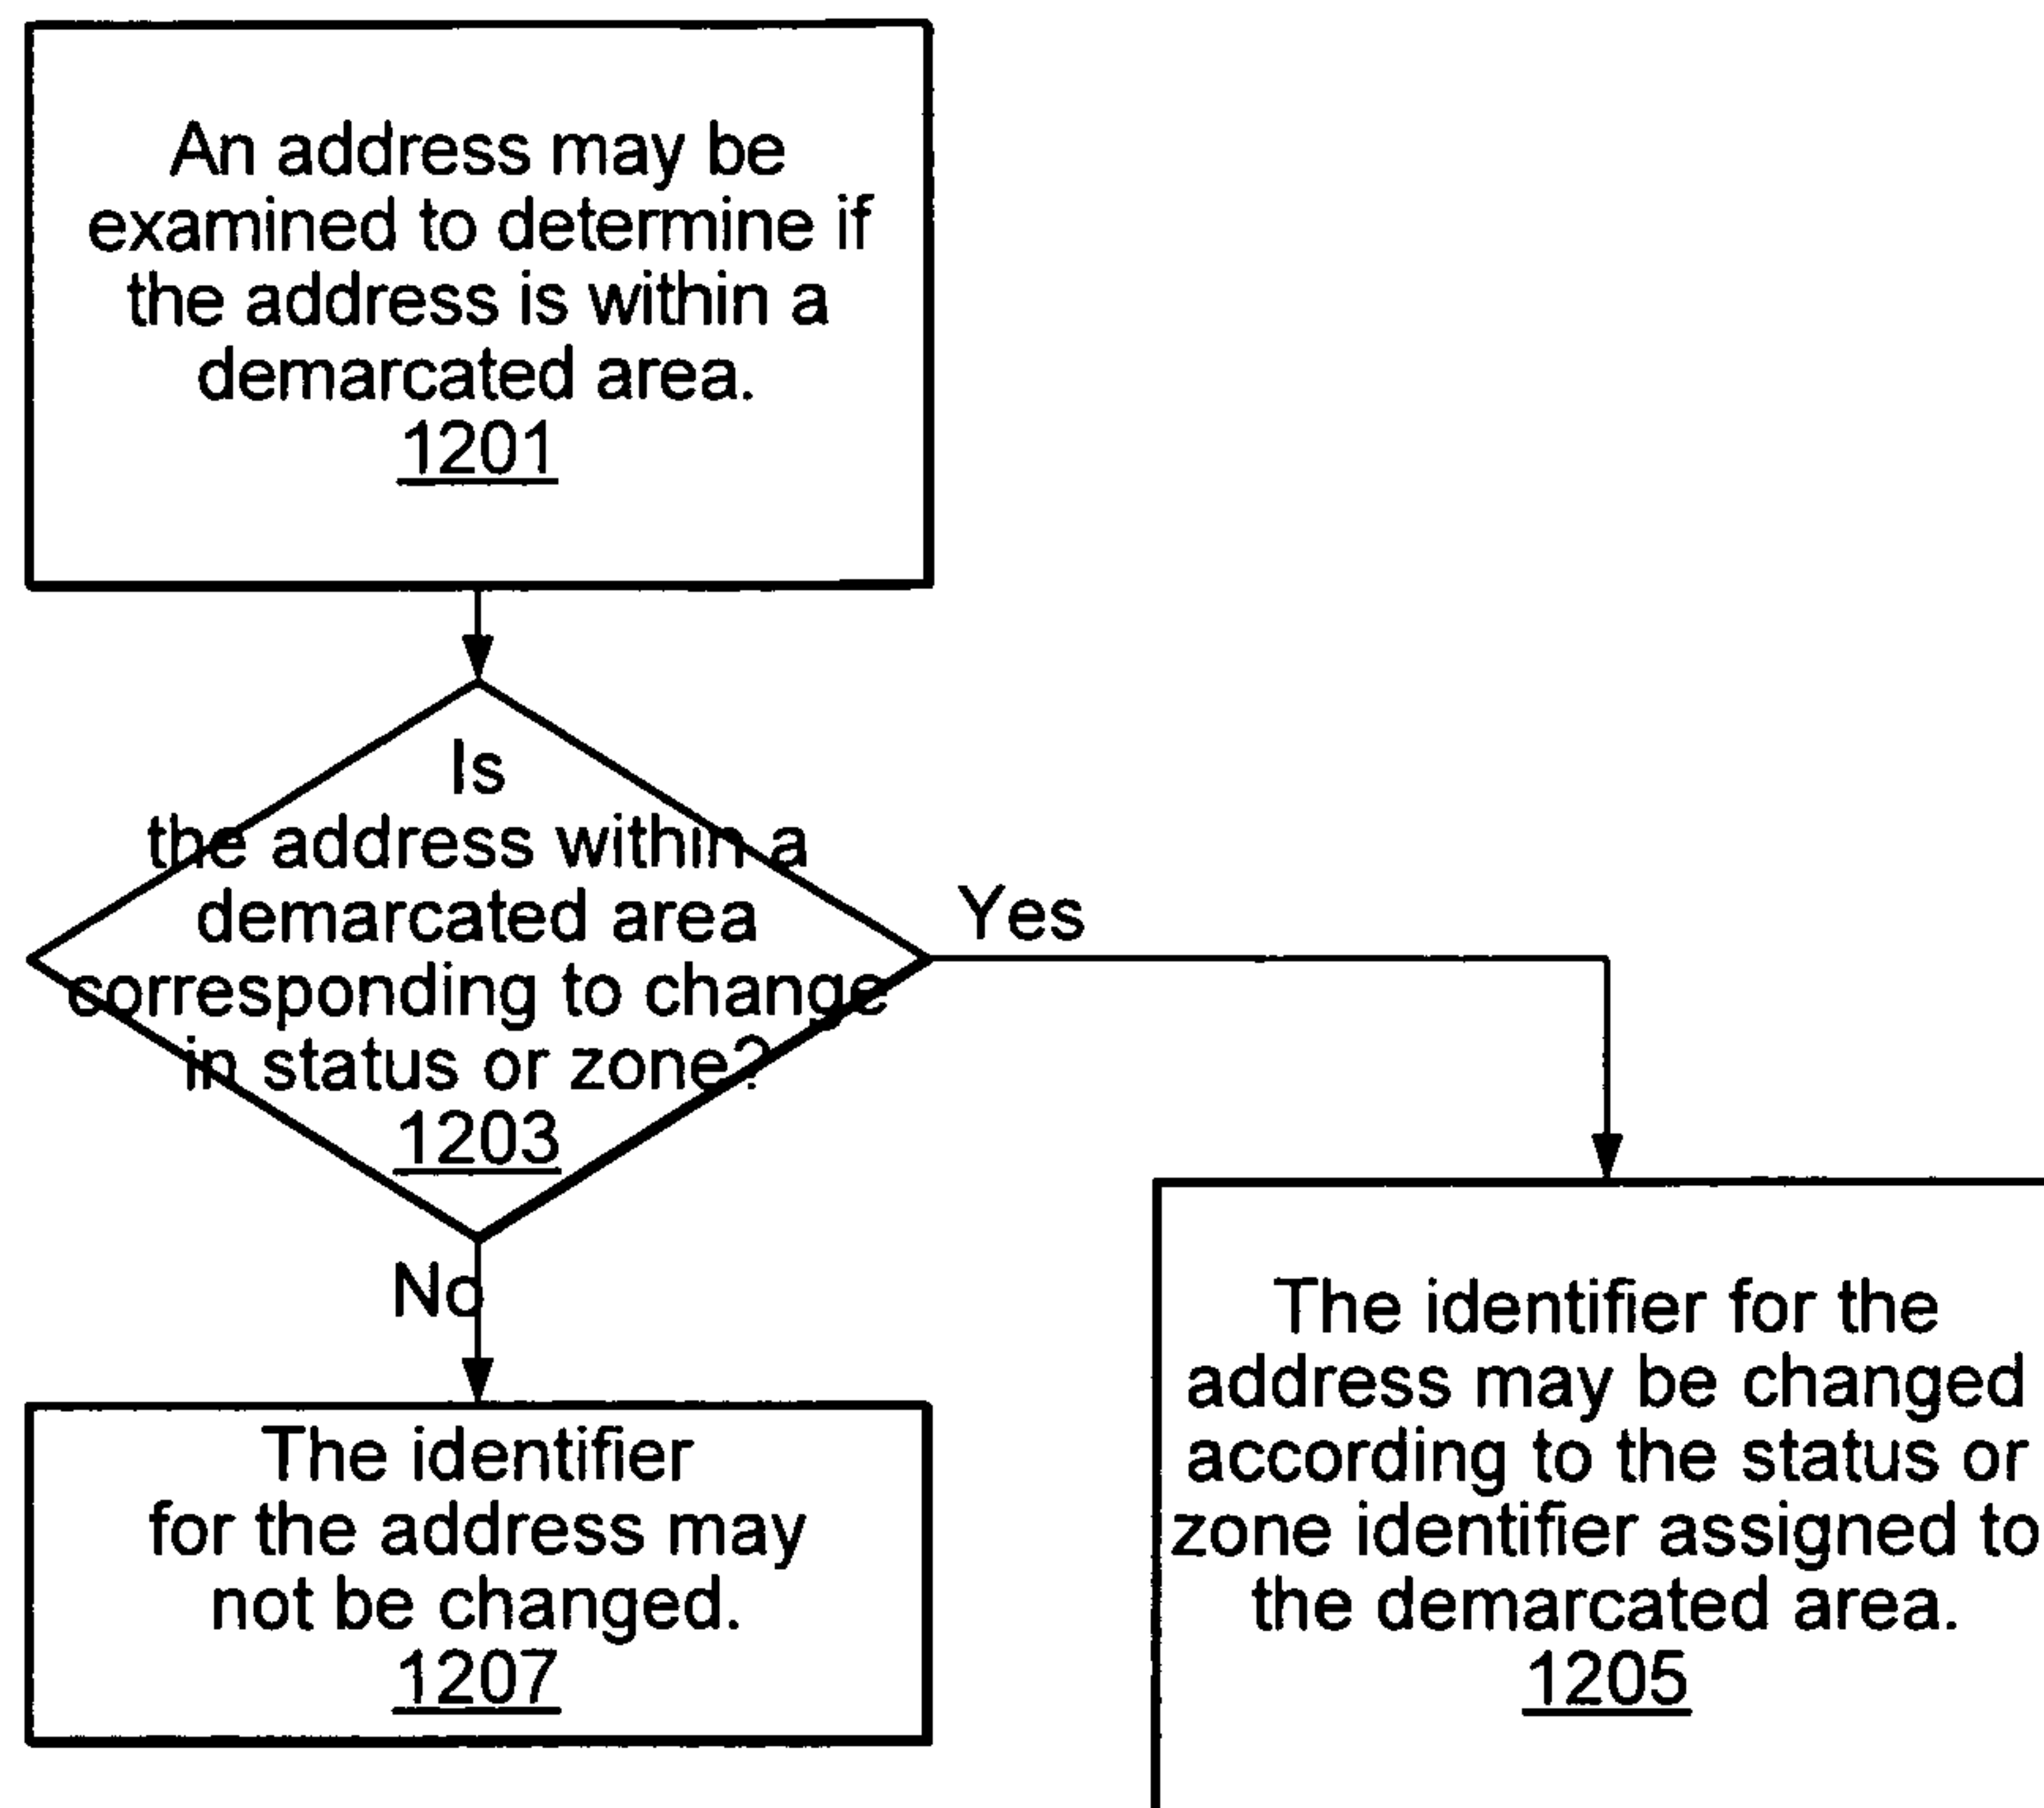 An address may be
examined to determine if
the address is within a
demarcated area.
1201
Is
the address within a
demarcated area
corresponding to change
in status or zone?
1203
Yes
No
The identifier
for the address may
not be changed.
1207
The identifier for the
address may be changed
according to the status or
zone identifier assigned to
the demarcated area.
1205